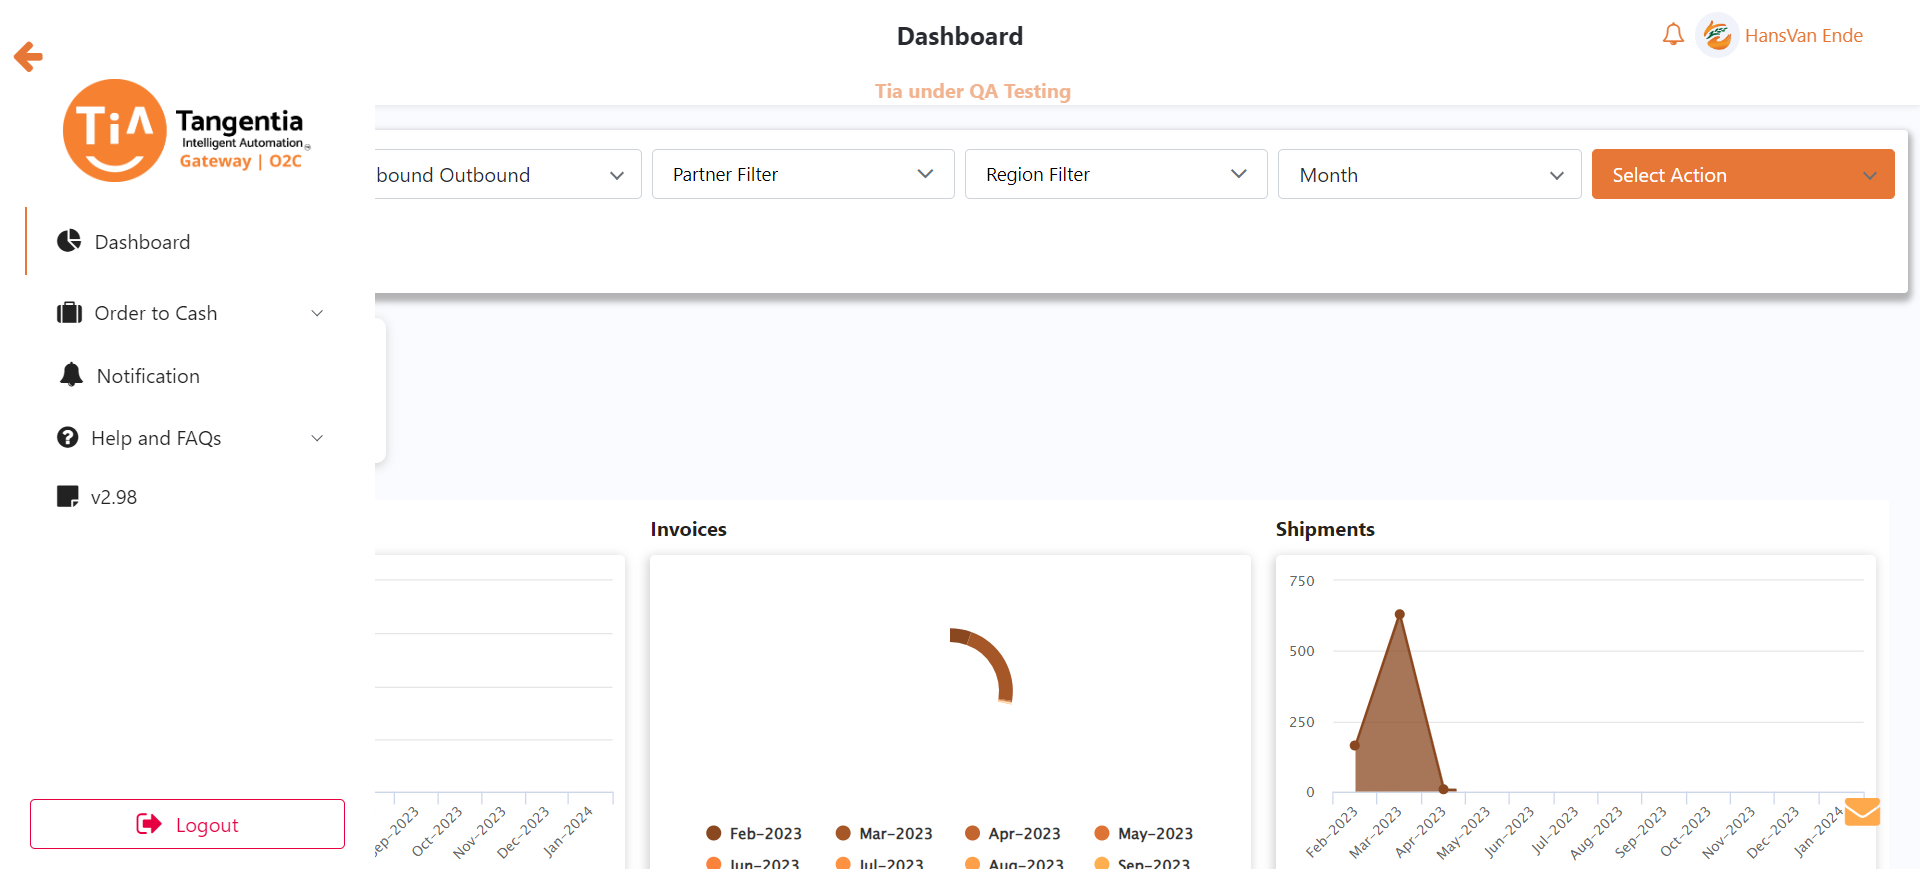 Dashboard
HansVan Ende
Tia under QA Testing
TiA
Tangentia
Intelligent Automation
Gateway | O2C
bound Outbound
Partner Filter
Region Filter
Month
Select Action
Dashboard
Order to Cash
Notification
Help and FAQs
v2.98
Logout
ep-2023
Oct-2023
Nov-2023
Dec-2023
Jan-2024
Invoices
Feb-2023
Mar-2023
Apr-2023
May-2023
Jun-2023
Jul-2023
Aug-2023
Sep-2023
Shipments
750
500
250
0
Feb-2023
Mar-2023
Apr-2023
May-2023
Jun-2023
Jul-2023
Aug-2023
Sep-2023
Oct-2023
Nov-2023
Dec-2023
Jan-2024